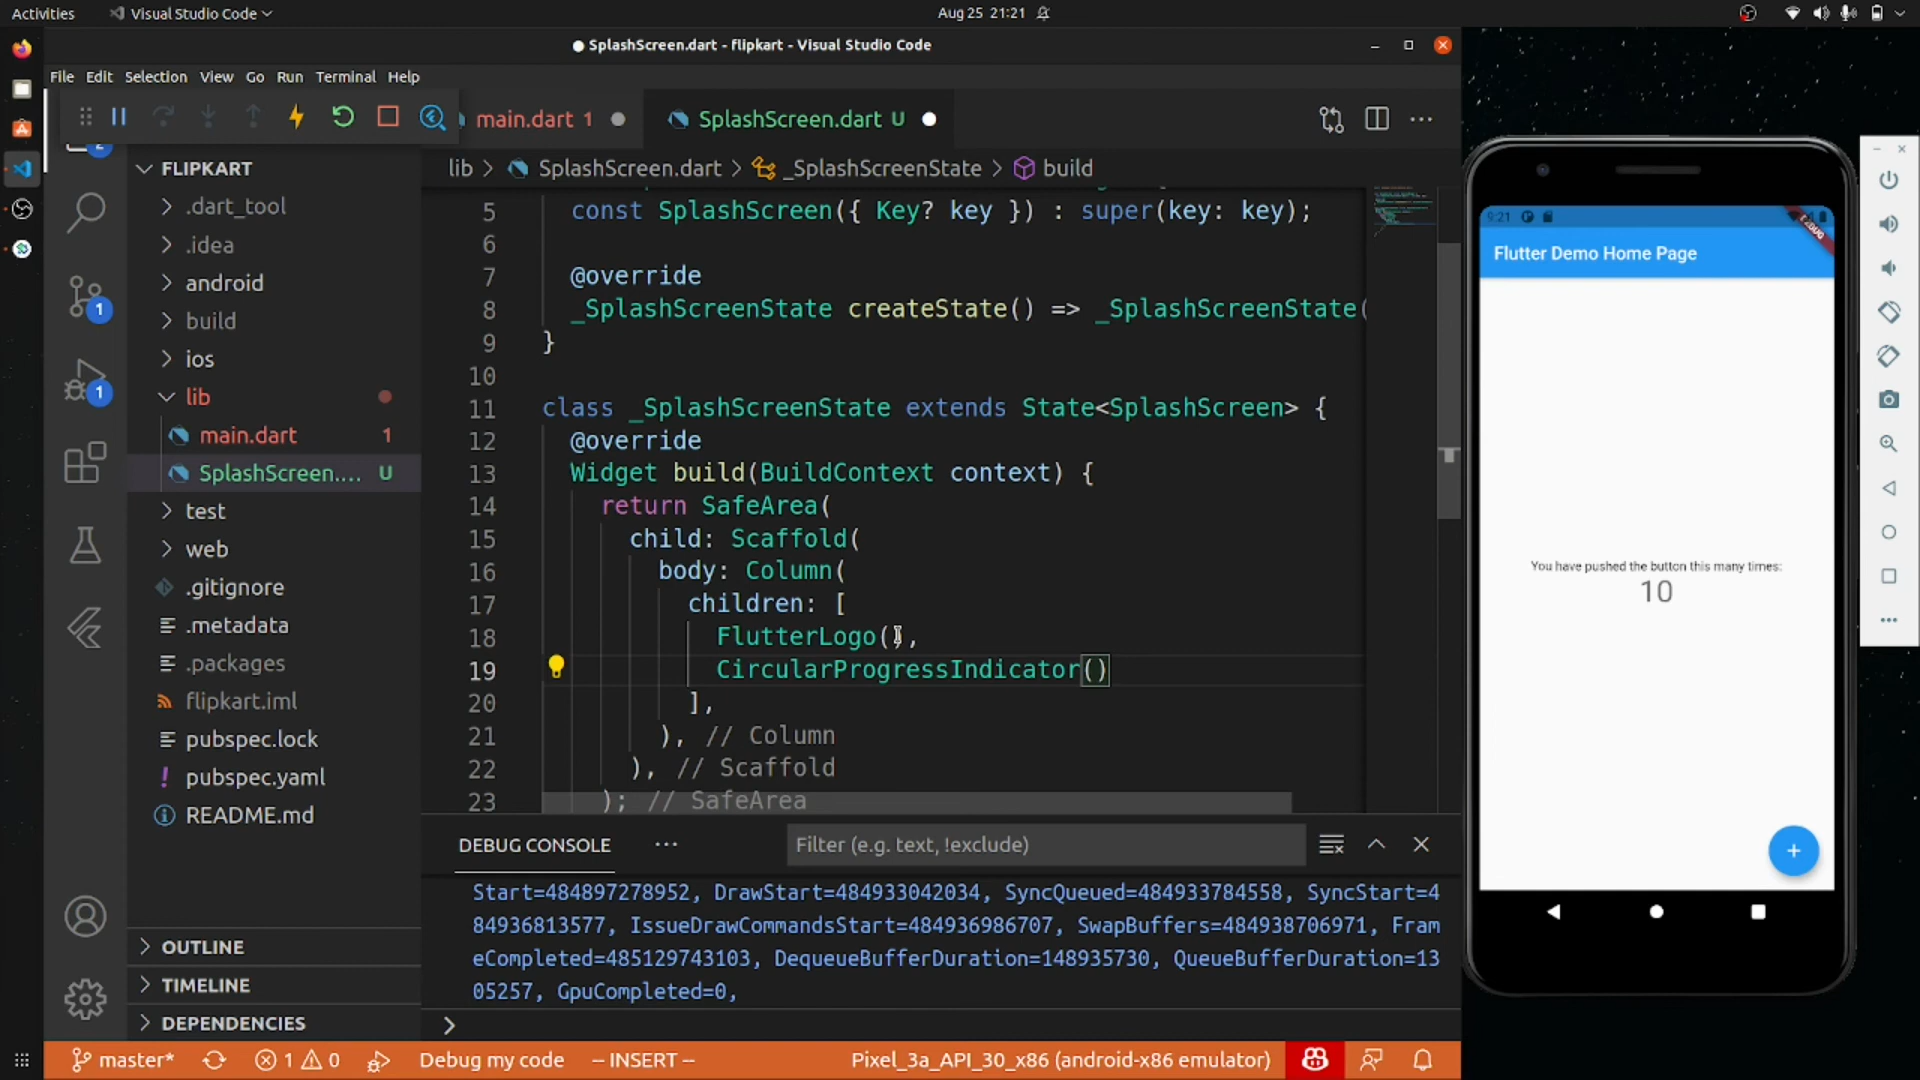 Activities
Visual Studio Code
Aug 25 21:21
SplashScreen.dart - flipkart - Visual Studio Code
File Edit Selection View Go Run Terminal Help
main.dart 1
SplashScreen.dart U
lib > SplashScreen.dart > _SplashScreenState > build
FLIPKART
.dart_tool
.idea
android
build
ios
lib
main.dart 1
SplashScreen.... U
test
web
.gitignore
.metadata
.packages
flipkart.iml
pubspec.lock
pubspec.yaml
README.md
OUTLINE
TIMELINE
DEPENDENCIES
2
1
1
5 const SplashScreen({ Key? key }) : super(key: key);
6
7 @override
8 _SplashScreenState createState() => _SplashScreenState(
9 }
10
11 class _SplashScreenState extends State<SplashScreen> {
12 @override
13 Widget build(BuildContext context) {
14 return SafeArea(
15 child: Scaffold(
16 body: Column(
17 children: [
18 FlutterLogo(),
19 CircularProgressIndicator()
20 ],
21 ), // Column
22 ), // Scaffold
23 ); // SafeArea
DEBUG CONSOLE
Filter (e.g. text, !exclude)
Start=484897278952, DrawStart=484933042034, SyncQueued=484933784558, SyncStart=4
84936813577, IssueDrawCommandsStart=484936986707, SwapBuffers=484938706971, Fram
eCompleted=485129743103, DequeueBufferDuration=148935730, QueueBufferDuration=13
05257, GpuCompleted=0,
master* 1 0 Debug my code -- INSERT -- Pixel_3a_API_30_x86 (android-x86 emulator)
9:21
DEBUG
Flutter Demo Home Page
You have pushed the button this many times:
10